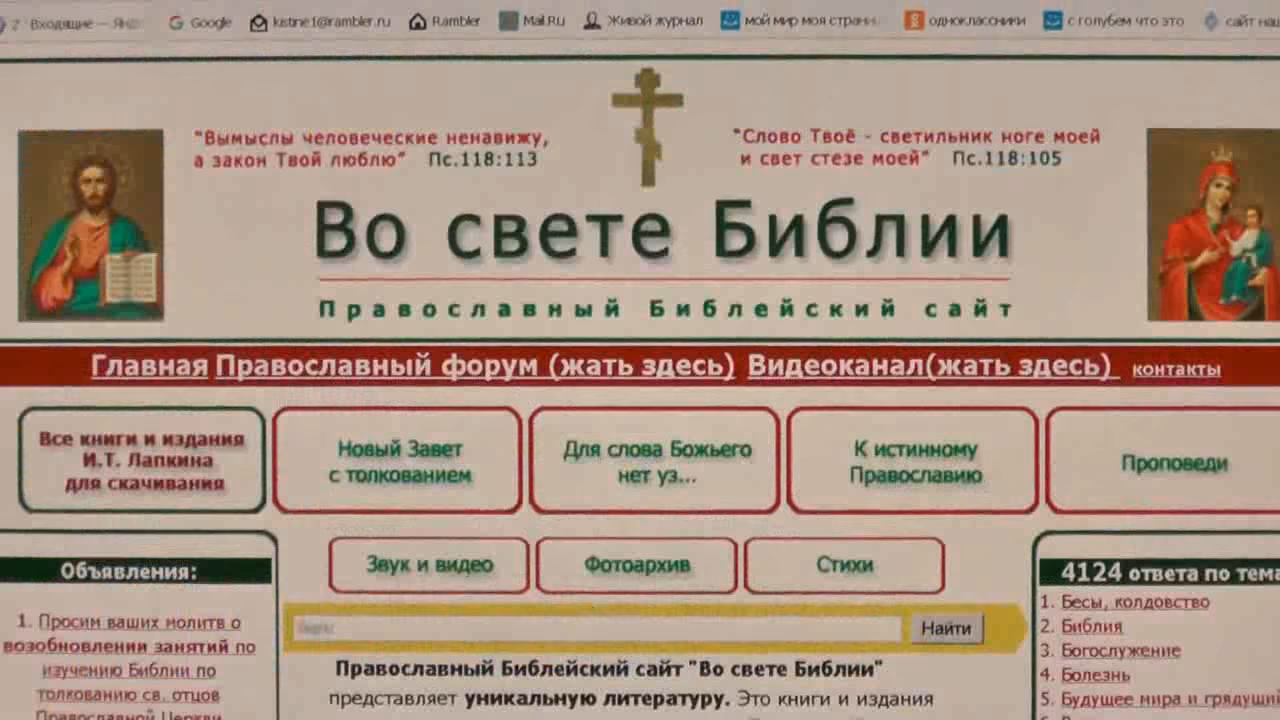 Входящие — Янд
Google
kistine1@rambler.ru
Rambler
Mail.Ru
Живой журнал
мой мир моя страни
одноклассники
с голубем что это
сайт наш
"Вымыслы человеческие ненавижу,
а закон Твой люблю" Пс.118:113
"Слово Твоё - светильник ноге моей
и свет стезе моей" Пс.118:105
Во свете Библии
Православный Библейский сайт
Главная Православный форум (жать здесь) Видеоканал(жать здесь) контакты
Все книги и издания
И.Т. Лапкина
для скачивания
Новый Завет
с толкованием
Для слова Божьего
нет уз...
К истинному
Православию
Проповеди
Звук и видео
Фотоархив
Стихи
Объявления:
1. Просим ваших молитв о
возобновлении занятий по
изучению Библии по
толкованию св. отцов
Православной Церкви
Найти
Православный Библейский сайт "Во свете Библии"
представляет уникальную литературу. Это книги и издания
4124 ответа по тема
1. Бесы, колдовство
2. Библия
3. Богослужение
4. Болезнь
5. Будущее мира и грядущи